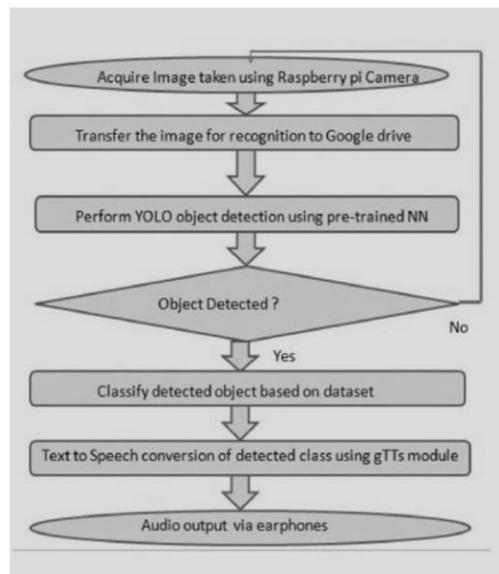 Acquire Image taken using Raspberry pi Camera
Transfer the image for recognition to Google drive
Perform YOLO object detection using pre-trained NN
Object Detected ?
No
Yes
Classify detected object based on dataset
Text to Speech conversion of detected class using gTTs module
Audio output via earphones